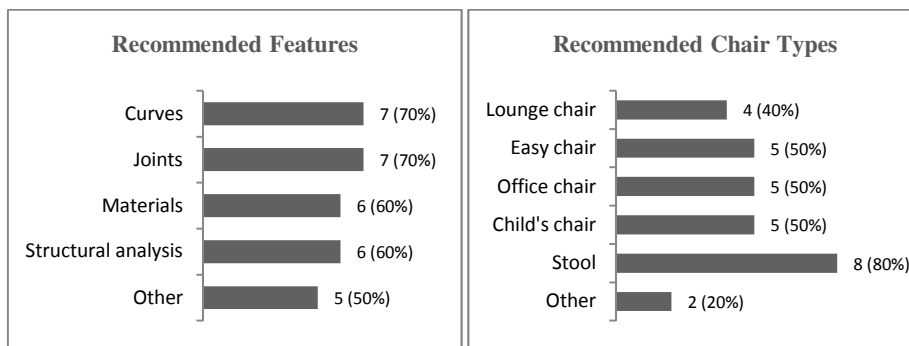 Recommended Features
Curves 7 (70%)
Joints 7 (70%)
Materials 6 (60%)
Structural analysis 6 (60%)
Other 5 (50%)
Recommended Chair Types
Lounge chair 4 (40%)
Easy chair 5 (50%)
Office chair 5 (50%)
Child's chair 5 (50%)
Stool 8 (80%)
Other 2 (20%)